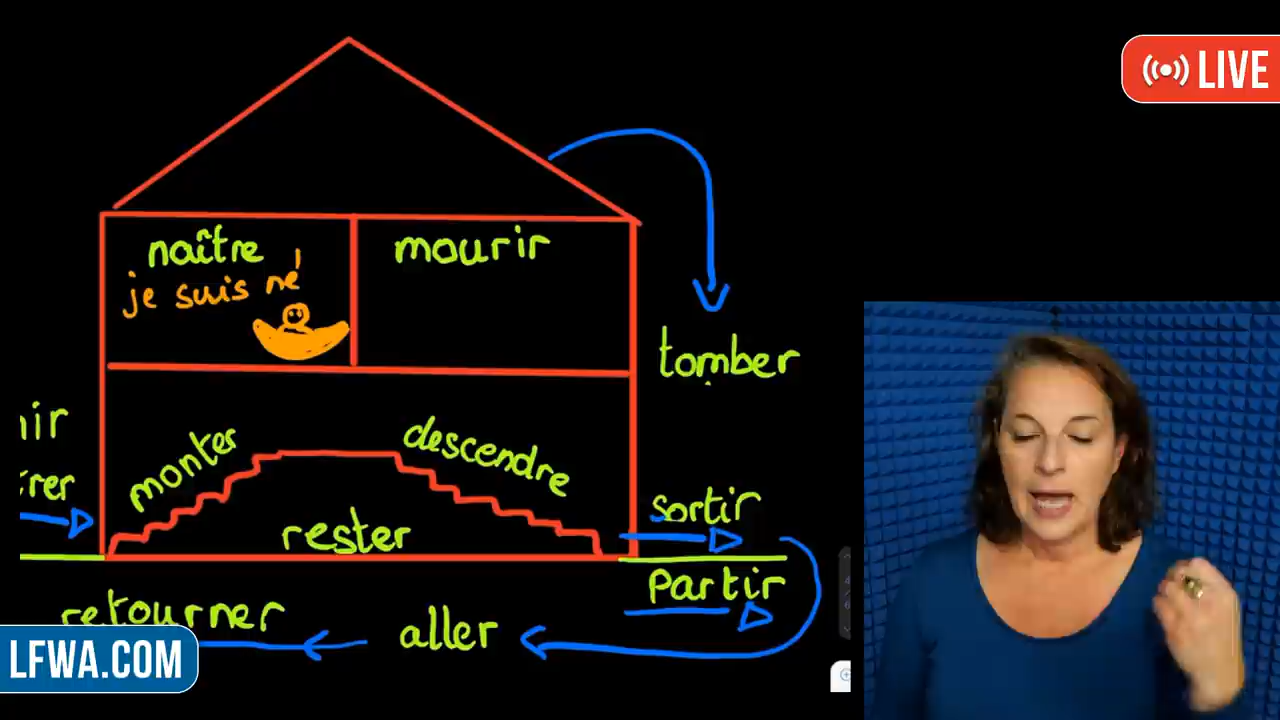 LIVE
naître
mourir
je suis né
tomber
monter
descendre
sortir
rester
partir
retourner
aller
LFWA.COM